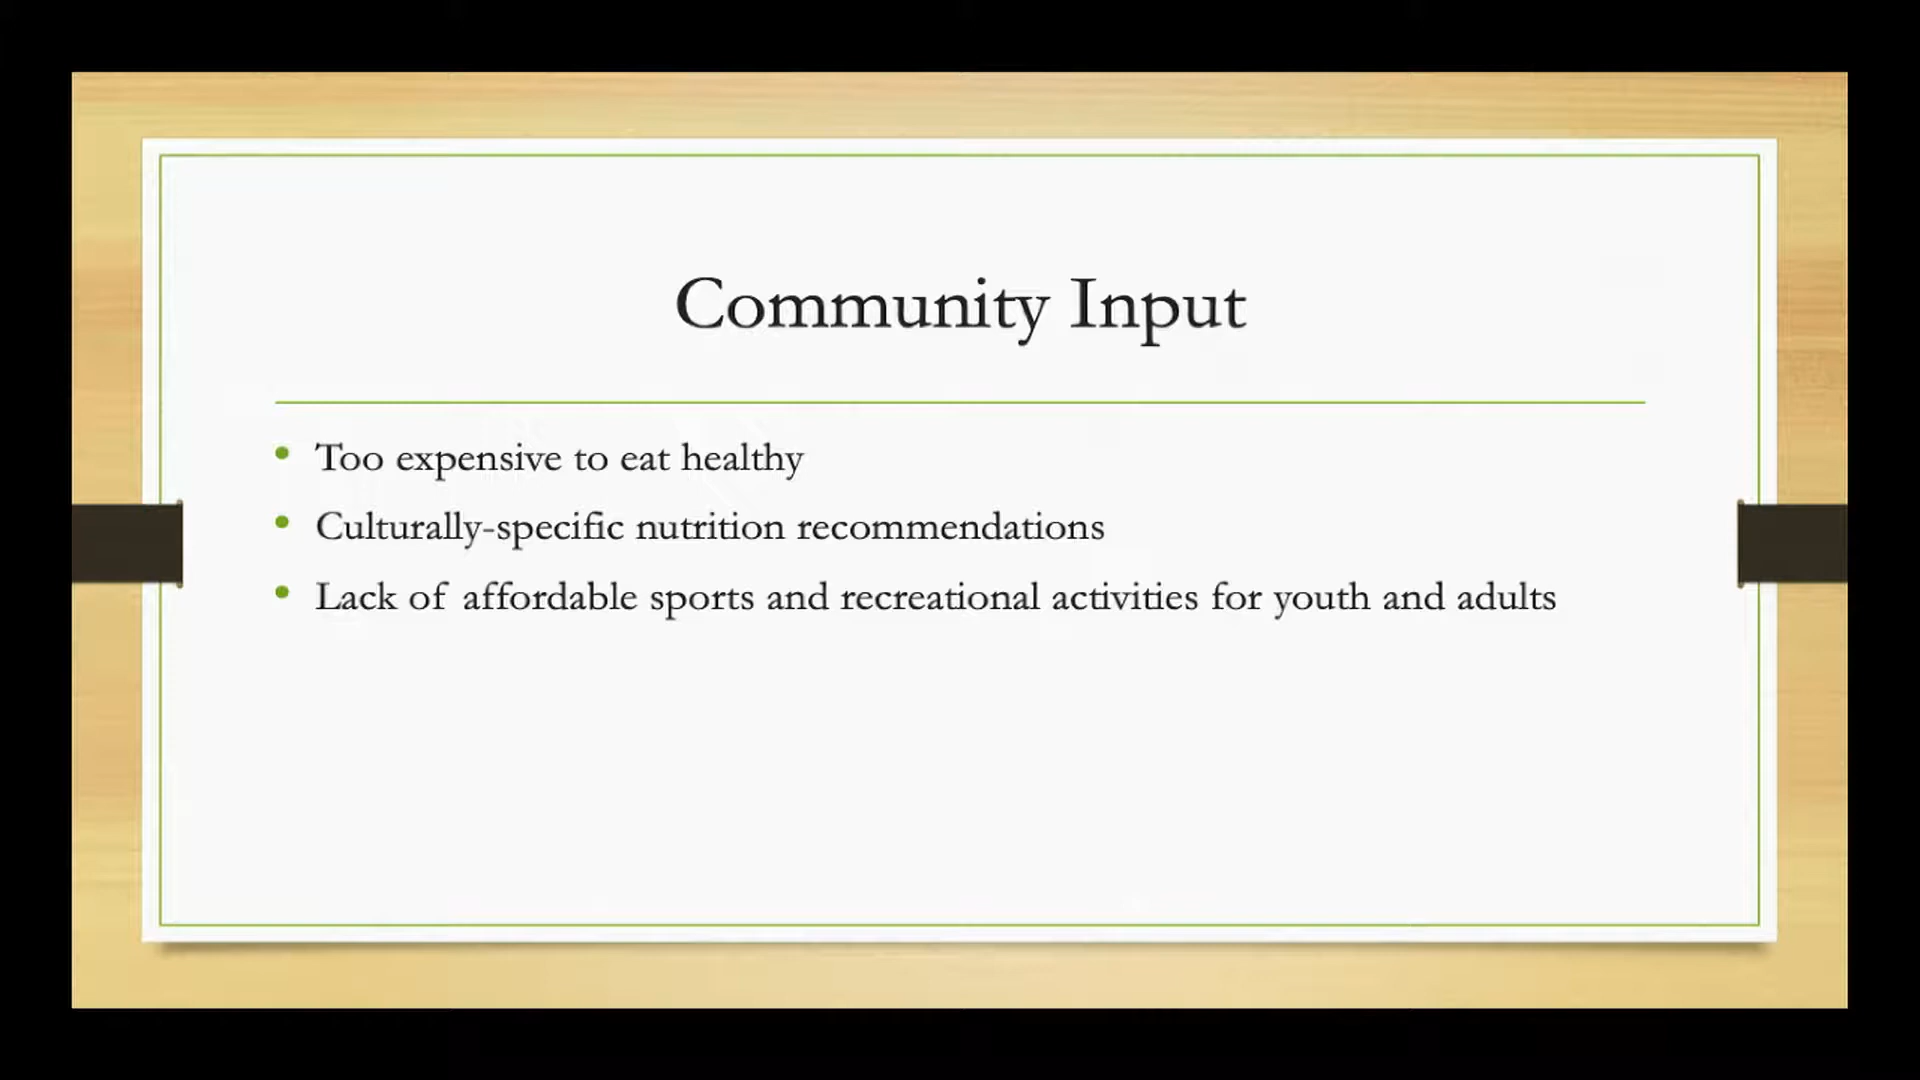 Community Input
Too expensive to eat healthy
Culturally-specific nutrition recommendations
Lack of affordable sports and recreational activities for youth and adults